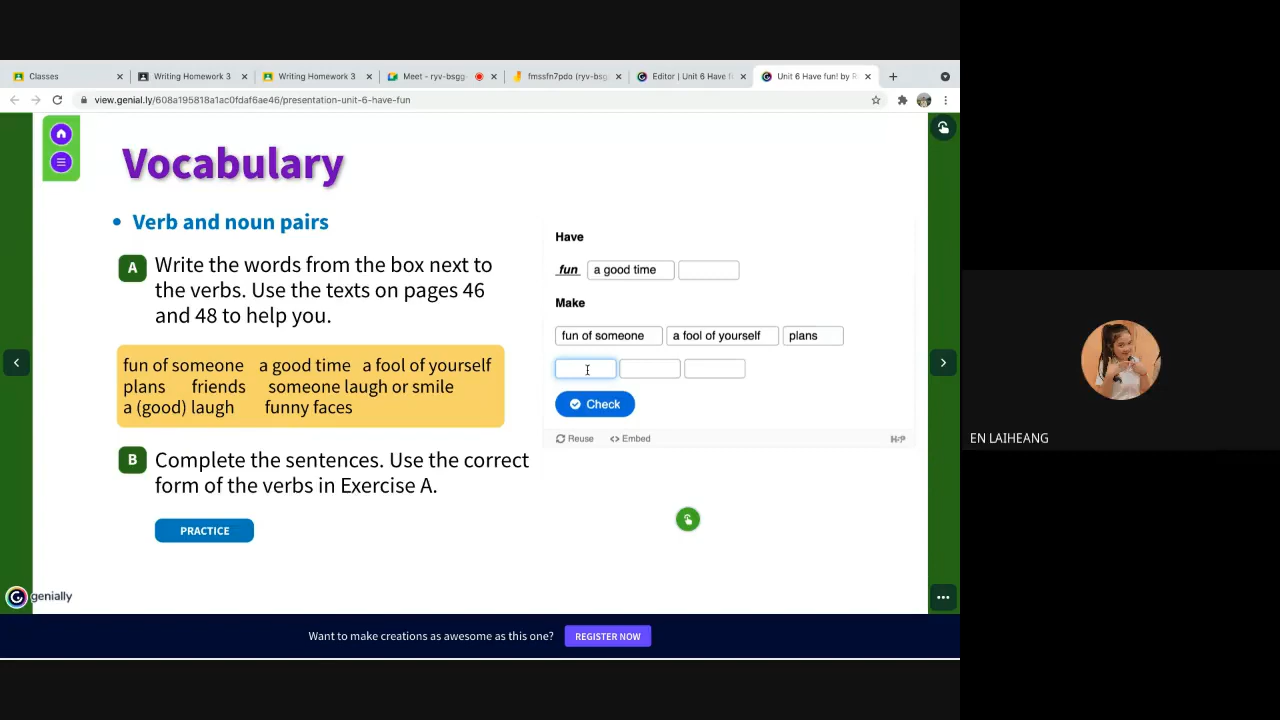 Classes
Writing Homework 3
Writing Homework 3
Meet - ryv-bsgg
fmssfn7pdo (ryv-bsg
Editor | Unit 6 Have f
Unit 6 Have fun! by R
view.genial.ly/608a195818a1ac0fdaf6ae46/presentation-unit-6-have-fun
Vocabulary
• Verb and noun pairs
A Write the words from the box next to
the verbs. Use the texts on pages 46
and 48 to help you.
fun of someone a good time a fool of yourself
plans friends someone laugh or smile
a (good) laugh funny faces
B Complete the sentences. Use the correct
form of the verbs in Exercise A.
PRACTICE
Have
fun a good time
Make
fun of someone a fool of yourself plans
Check
Reuse <> Embed H5P
genially
Want to make creations as awesome as this one? REGISTER NOW
EN LAIHEANG